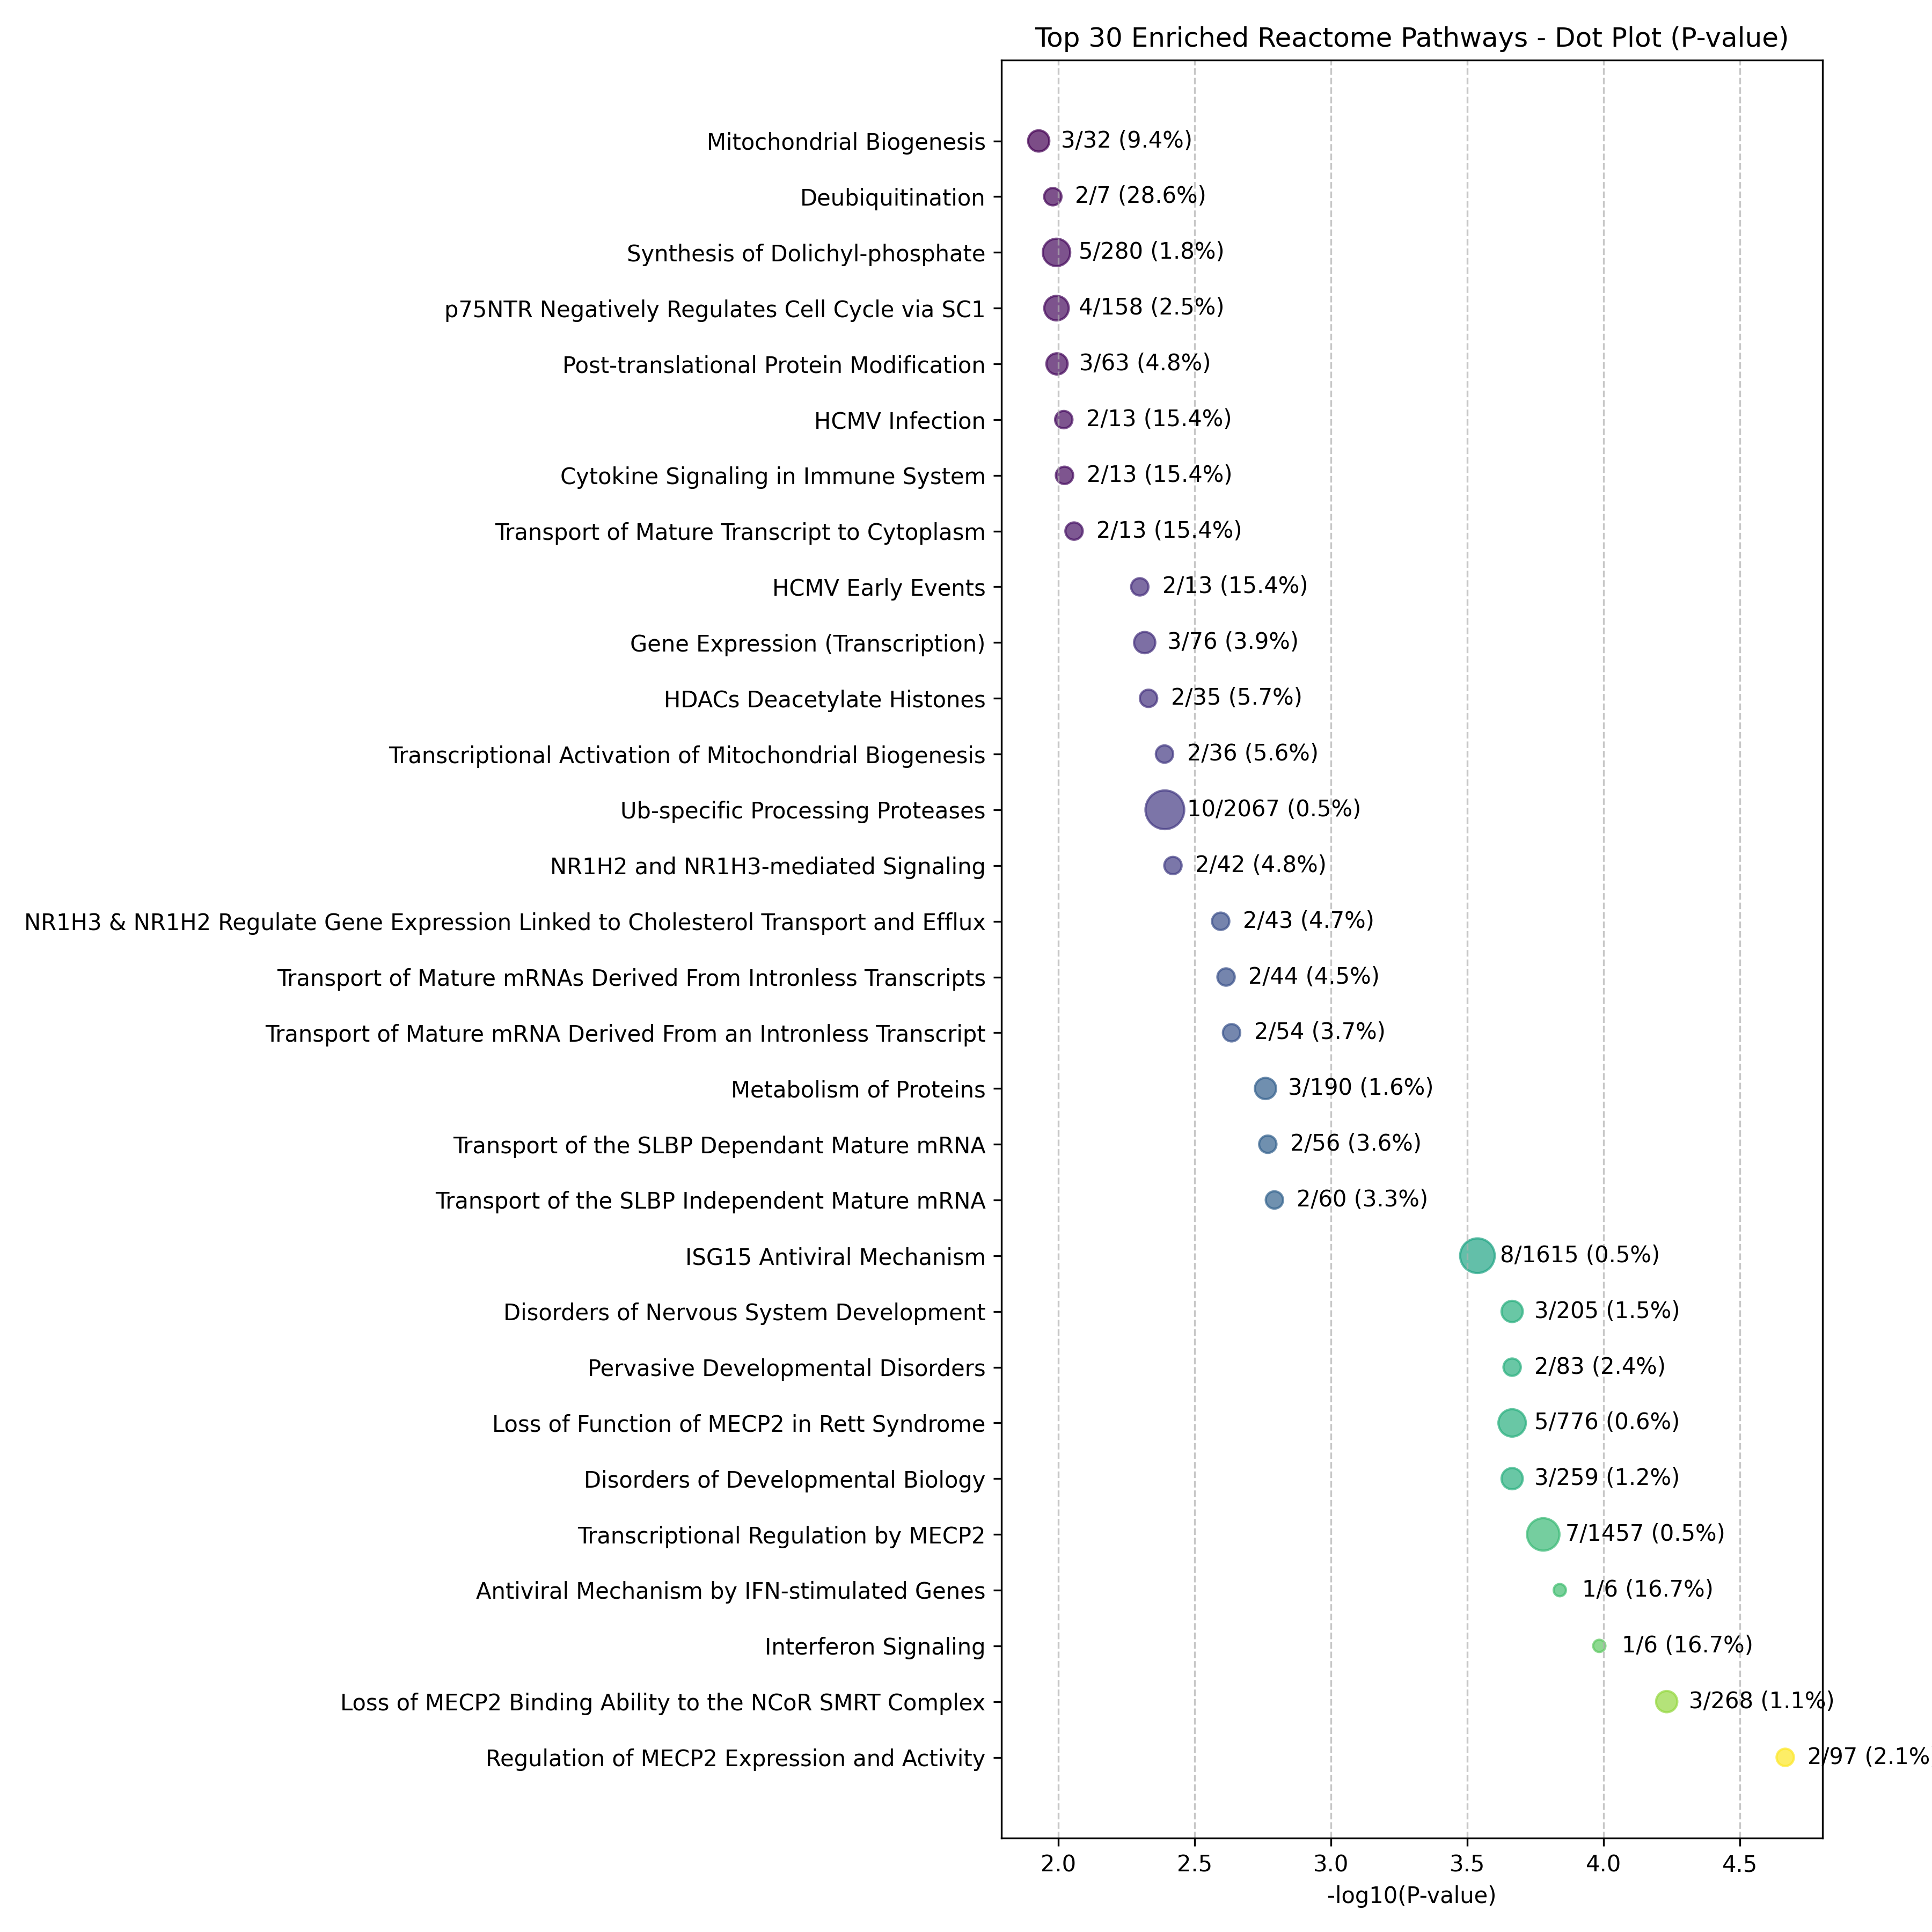 Top 30 Enriched Reactome Pathways - Dot Plot (P-value)
Mitochondrial Biogenesis 3/32 (9.4%)
Deubiquitination 2/7 (28.6%)
Synthesis of Dolichyl-phosphate 5/280 (1.8%)
p75NTR Negatively Regulates Cell Cycle via SC1 4/158 (2.5%)
Post-translational Protein Modification 3/63 (4.8%)
HCMV Infection 2/13 (15.4%)
Cytokine Signaling in Immune System 2/13 (15.4%)
Transport of Mature Transcript to Cytoplasm 2/13 (15.4%)
HCMV Early Events 2/13 (15.4%)
Gene Expression (Transcription) 3/76 (3.9%)
HDACs Deacetylate Histones 2/35 (5.7%)
Transcriptional Activation of Mitochondrial Biogenesis 2/36 (5.6%)
Ub-specific Processing Proteases 10/2067 (0.5%)
NR1H2 and NR1H3-mediated Signaling 2/42 (4.8%)
NR1H3 & NR1H2 Regulate Gene Expression Linked to Cholesterol Transport and Efflux 2/43 (4.7%)
Transport of Mature mRNAs Derived From Intronless Transcripts 2/44 (4.5%)
Transport of Mature mRNA Derived From an Intronless Transcript 2/54 (3.7%)
Metabolism of Proteins 3/190 (1.6%)
Transport of the SLBP Dependant Mature mRNA 2/56 (3.6%)
Transport of the SLBP Independent Mature mRNA 2/60 (3.3%)
ISG15 Antiviral Mechanism 8/1615 (0.5%)
Disorders of Nervous System Development 3/205 (1.5%)
Pervasive Developmental Disorders 2/83 (2.4%)
Loss of Function of MECP2 in Rett Syndrome 5/776 (0.6%)
Disorders of Developmental Biology 3/259 (1.2%)
Transcriptional Regulation by MECP2 7/1457 (0.5%)
Antiviral Mechanism by IFN-stimulated Genes 1/6 (16.7%)
Interferon Signaling 1/6 (16.7%)
Loss of MECP2 Binding Ability to the NCoR SMRT Complex 3/268 (1.1%)
Regulation of MECP2 Expression and Activity 2/97 (2.1%
2.0 2.5 3.0 3.5 4.0 4.5
-log10(P-value)